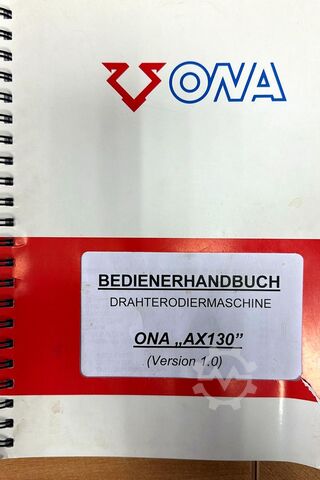 ONA
BEDIENERHANDBUCH
DRAHTERODIERMASCHINE
ONA „AX130”
(Version 1.0)